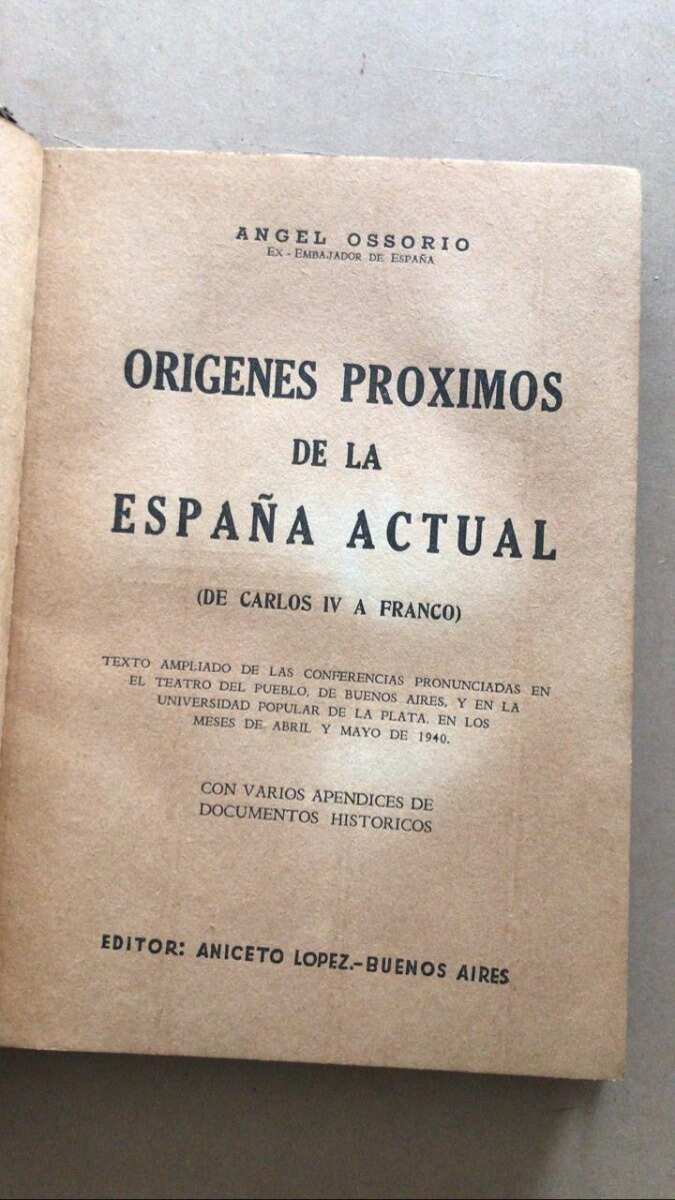 ANGEL OSSORIO
EX - EMBAJADOR DE ESPAÑA
ORIGENES PROXIMOS
DE LA
ESPAÑA ACTUAL
(DE CARLOS IV A FRANCO)
TEXTO AMPLIADO DE LAS CONFERENCIAS PRONUNCIADAS EN
EL TEATRO DEL PUEBLO, DE BUENOS AIRES, Y EN LA
UNIVERSIDAD POPULAR DE LA PLATA. EN LOS
MESES DE ABRIL Y MAYO DE 1940.
CON VARIOS APENDICES DE
DOCUMENTOS HISTORICOS
EDITOR: ANICETO LOPEZ.-BUENOS AIRES